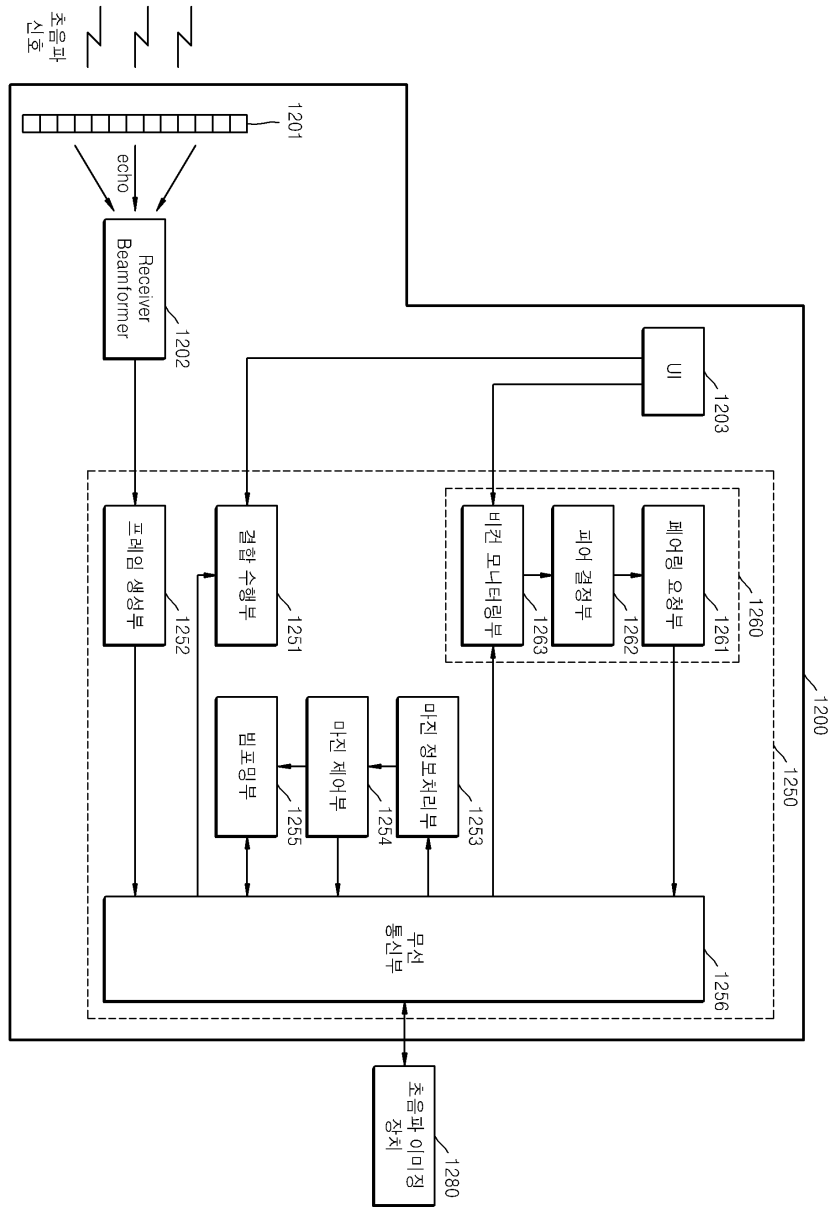 1200
1250
1260
1203
1261
1256
UI
페어링 요청부
1262
피어 결정부
1263
비컨 모니터링부
1253
마진 정보처리부
1280
초음파 이미징
장치
무선
통신부
1254
마진 제어부
1201
1251
1255
결합 수행부
빔포밍부
1202
1252
Receiver
Beamformer
프레임 생성부
echo
초음파
신호